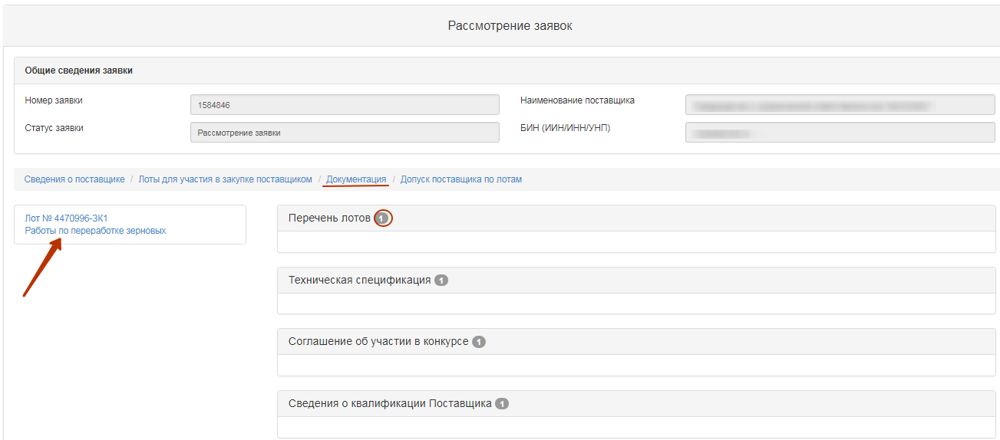 Рассмотрение заявок
Общие сведения заявки
Номер заявки 1584846 Наименование поставщика
Статус заявки Рассмотрение заявки БИН (ИИН/ИНН/УНП)
Сведения о поставщике / Лоты для участия в закупке поставщиком / Документация / Допуск поставщика по лотам
Лот № 4470996-ЗК1
Работы по переработке зерновых
Перечень лотов 1
Техническая спецификация 1
Соглашение об участии в конкурсе 1
Сведения о квалификации Поставщика 1